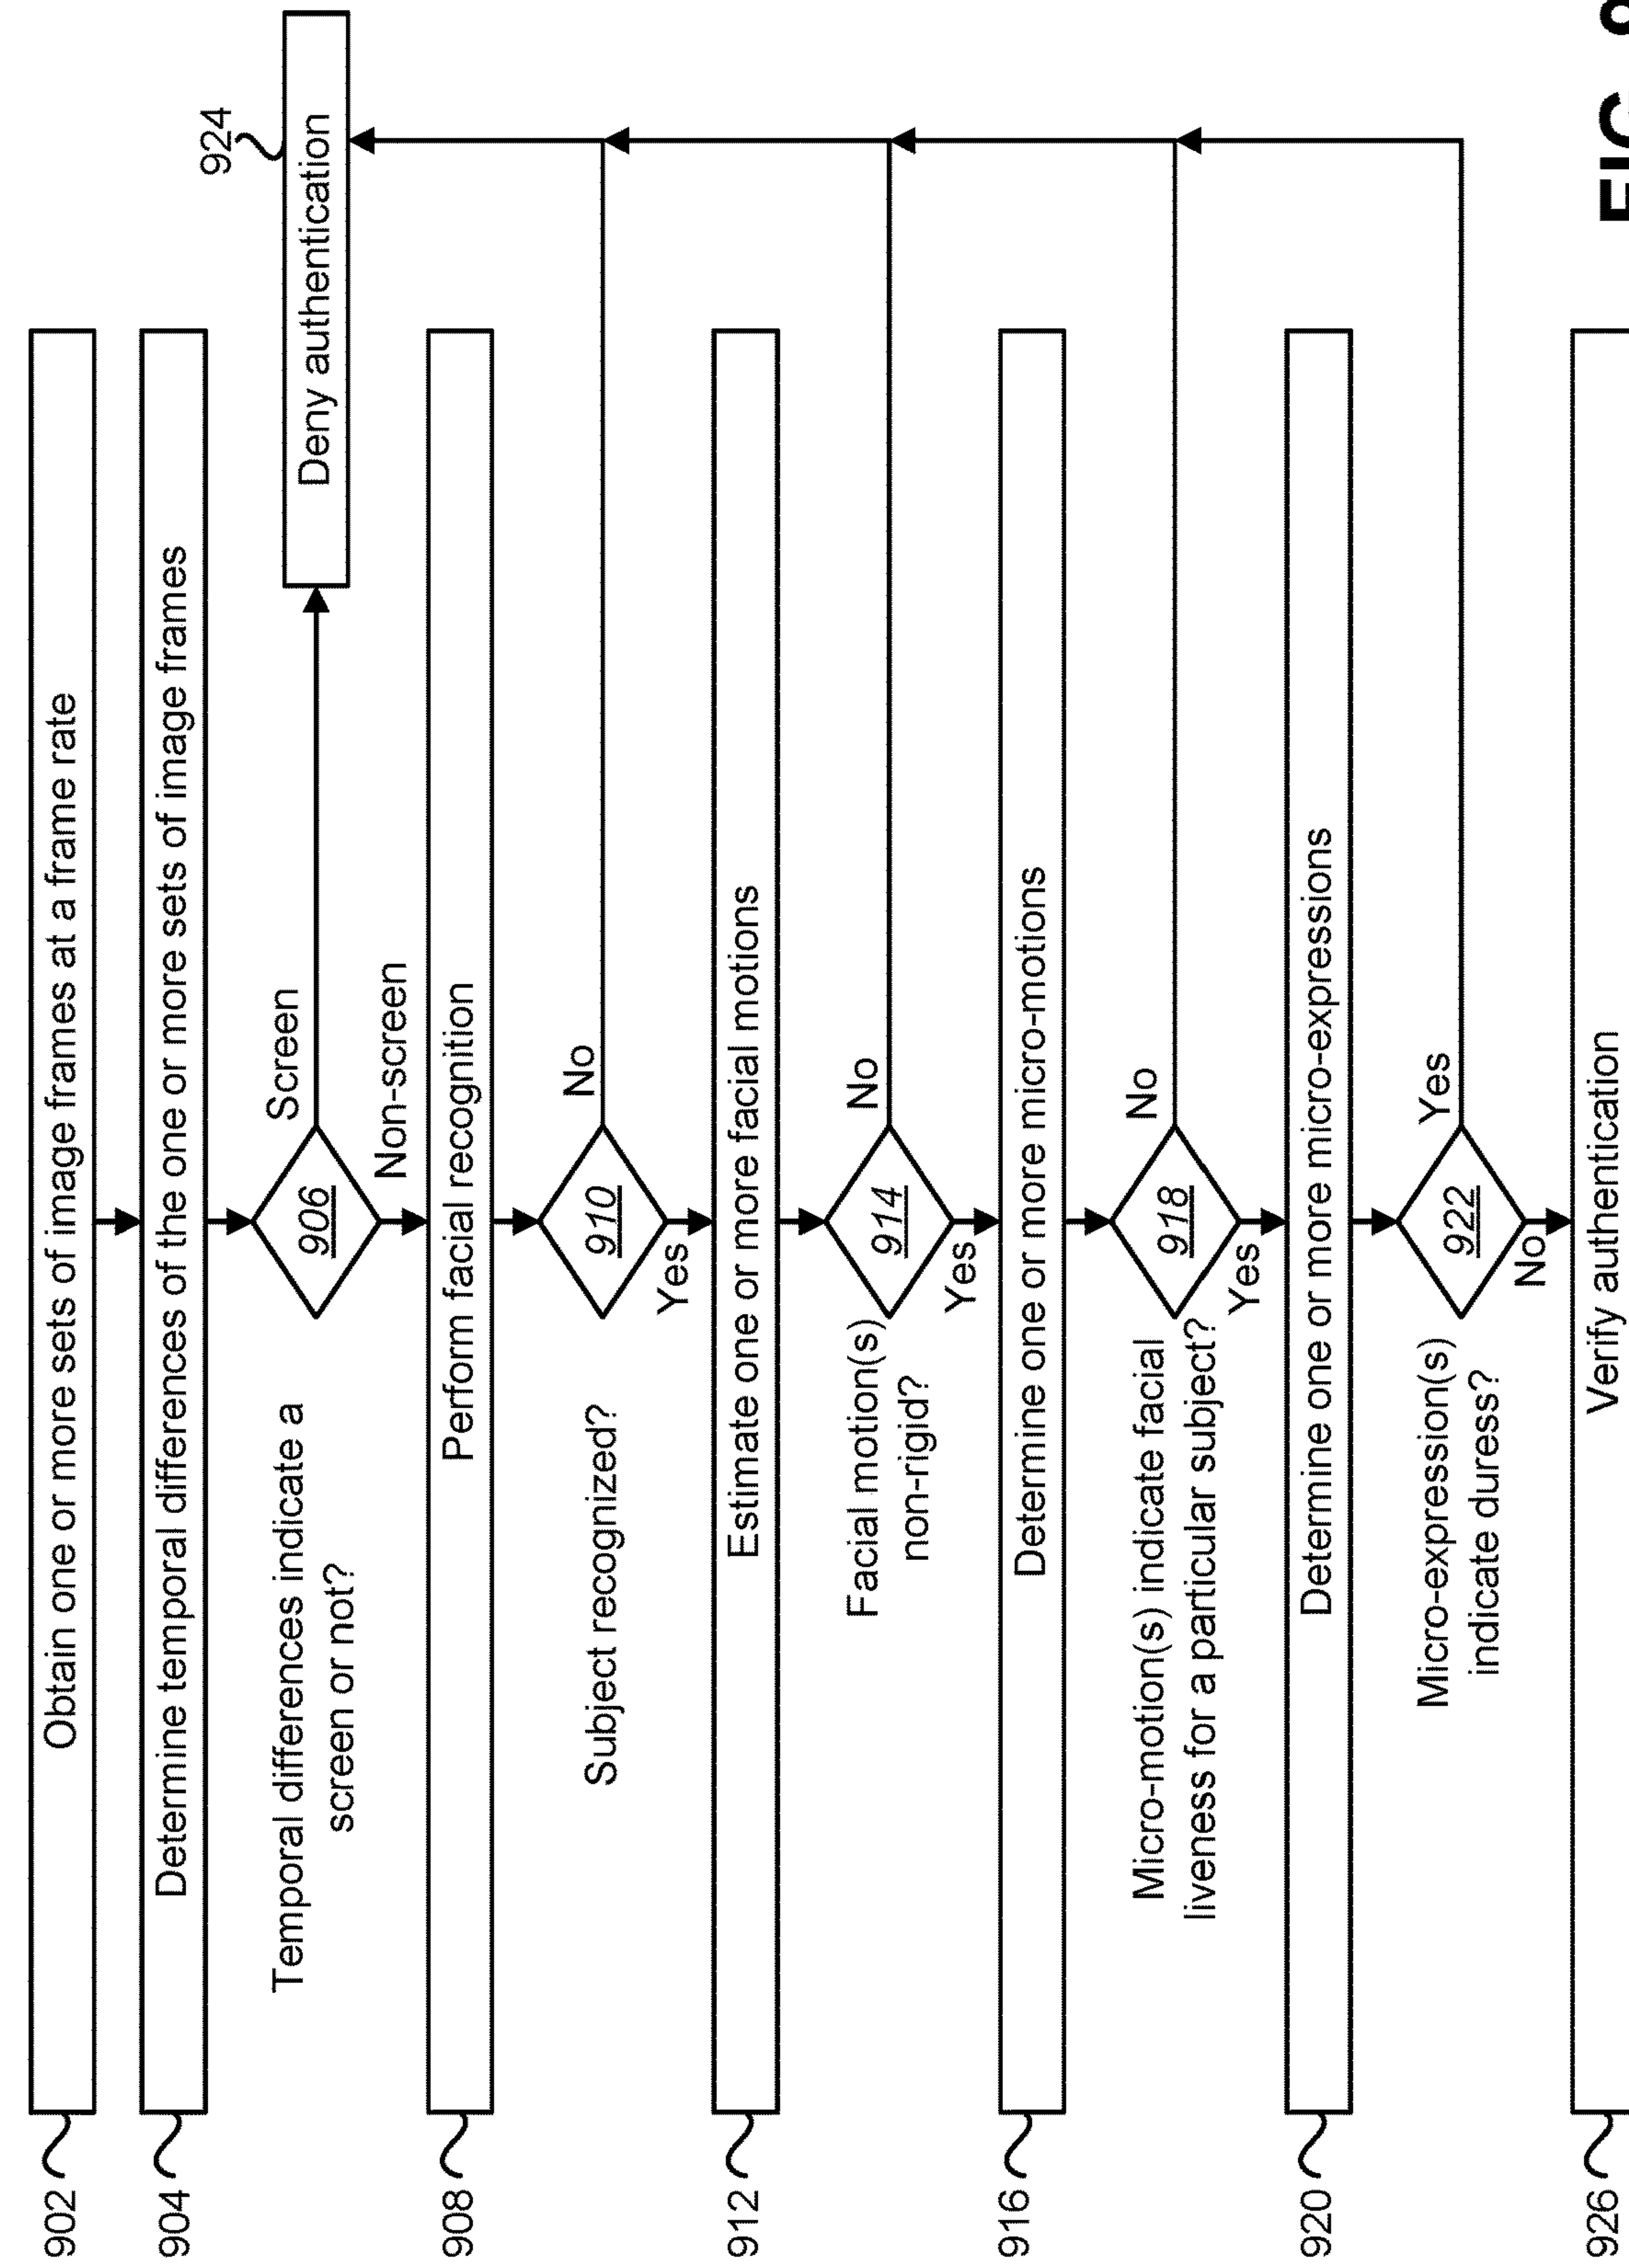 902
Obtain one or more sets of image frames at a frame rate
904
Determine temporal differences of the one or more sets of image frames
Temporal differences indicate a
screen or not?
906
Screen
Non-screen
924
Deny authentication
908
Perform facial recognition
Subject recognized?
910
No
Yes
912
Estimate one or more facial motions
Facial motion(s)
non-rigid?
914
No
Yes
916
Determine one or more micro-motions
Micro-motion(s) indicate facial
liveness for a particular subject?
918
No
Yes
920
Determine one or more micro-expressions
Micro-expression(s)
indicate duress?
922
Yes
No
926
Verify authentication